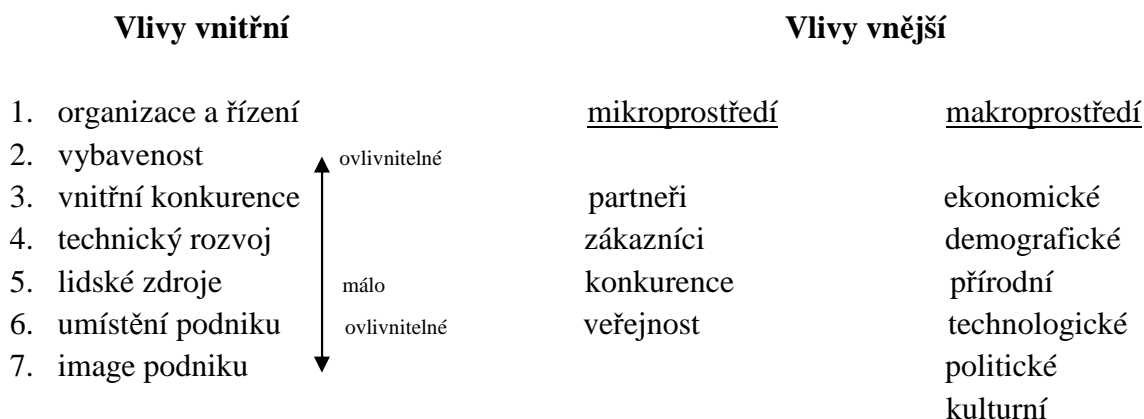 Vlivy vnitřní
Vlivy vnější
1. organizace a řízení
2. vybavenost
3. vnitřní konkurence
4. technický rozvoj
5. lidské zdroje
6. umístění podniku
7. image podniku
ovlivnitelné
málo
ovlivnitelné
mikroprostředí
partneři
zákazníci
konkurence
veřejnost
makroprostředí
ekonomické
demografické
přírodní
technologické
politické
kulturní